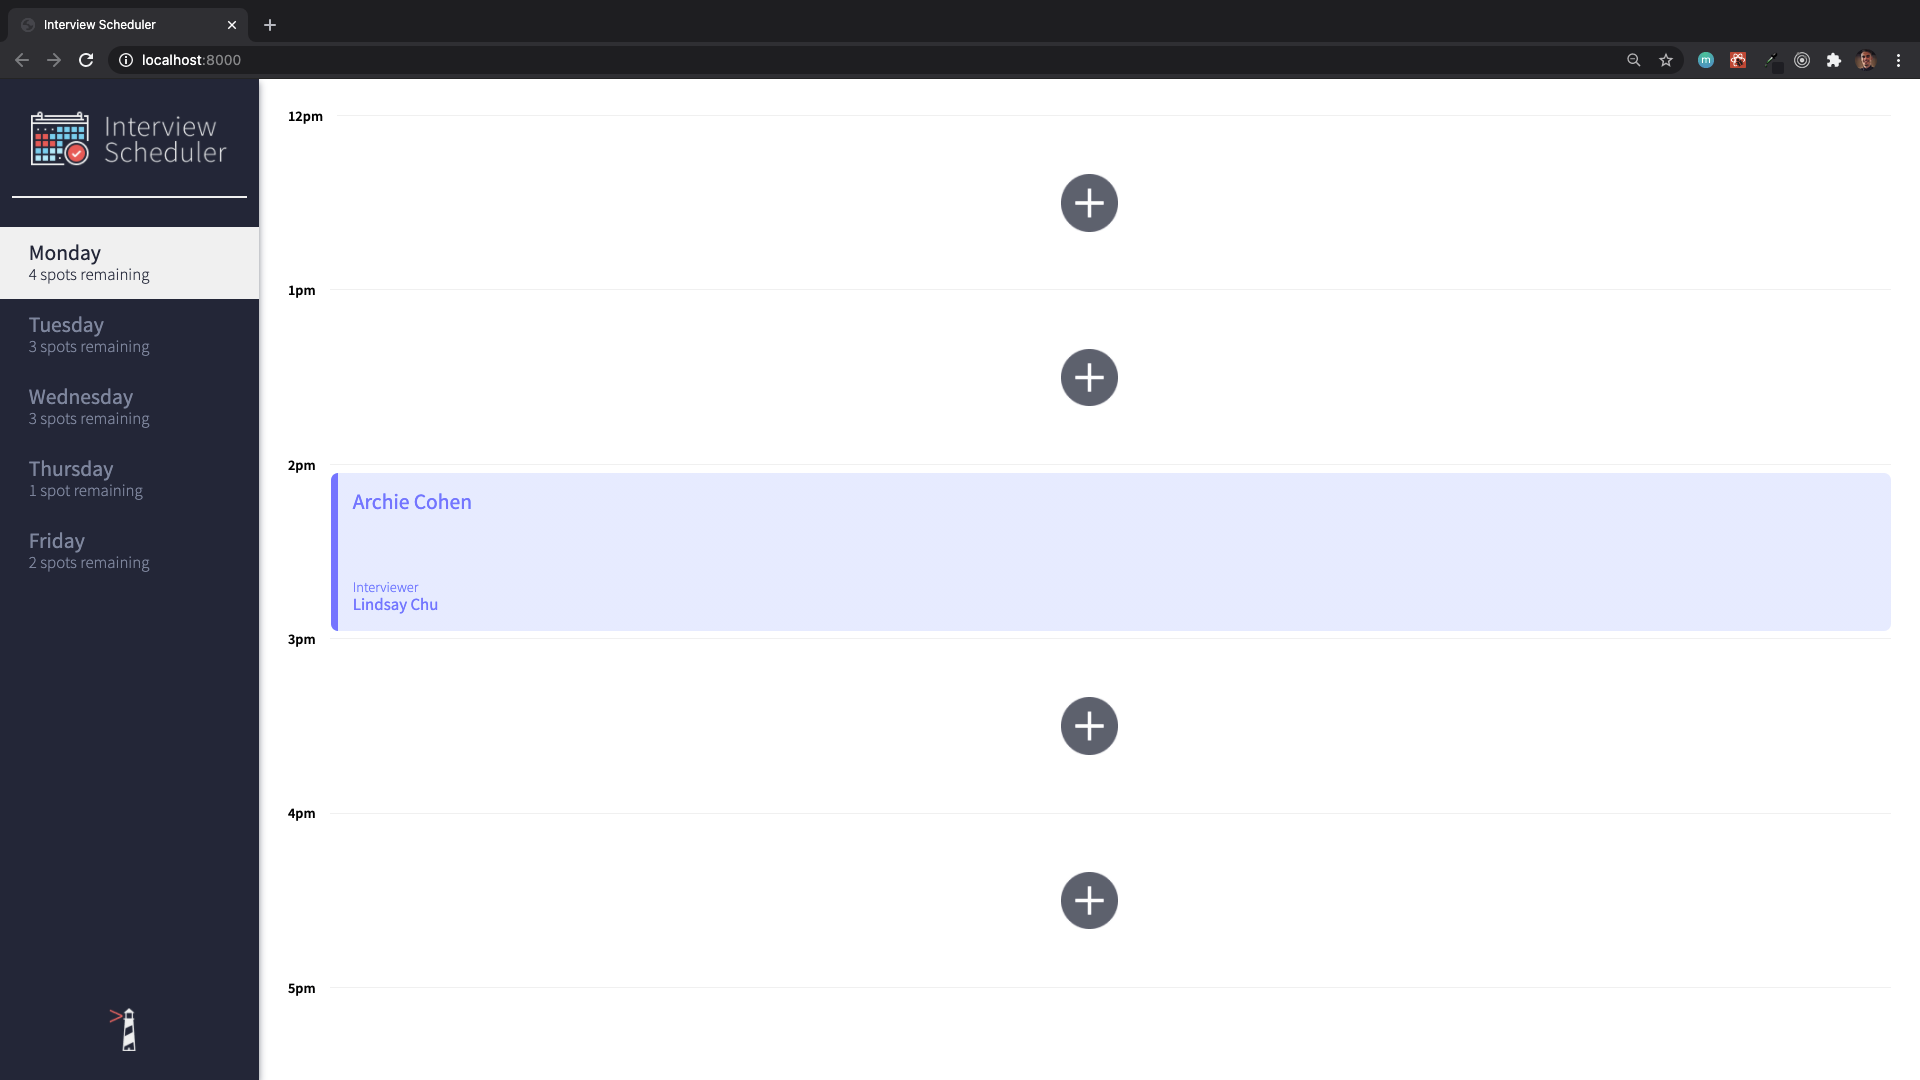 Interview Scheduler
localhost:8000
Interview
Scheduler
Monday
4 spots remaining
Tuesday
3 spots remaining
Wednesday
3 spots remaining
Thursday
1 spot remaining
Friday
2 spots remaining
12pm
1pm
2pm
Archie Cohen
Interviewer
Lindsay Chu
3pm
4pm
5pm